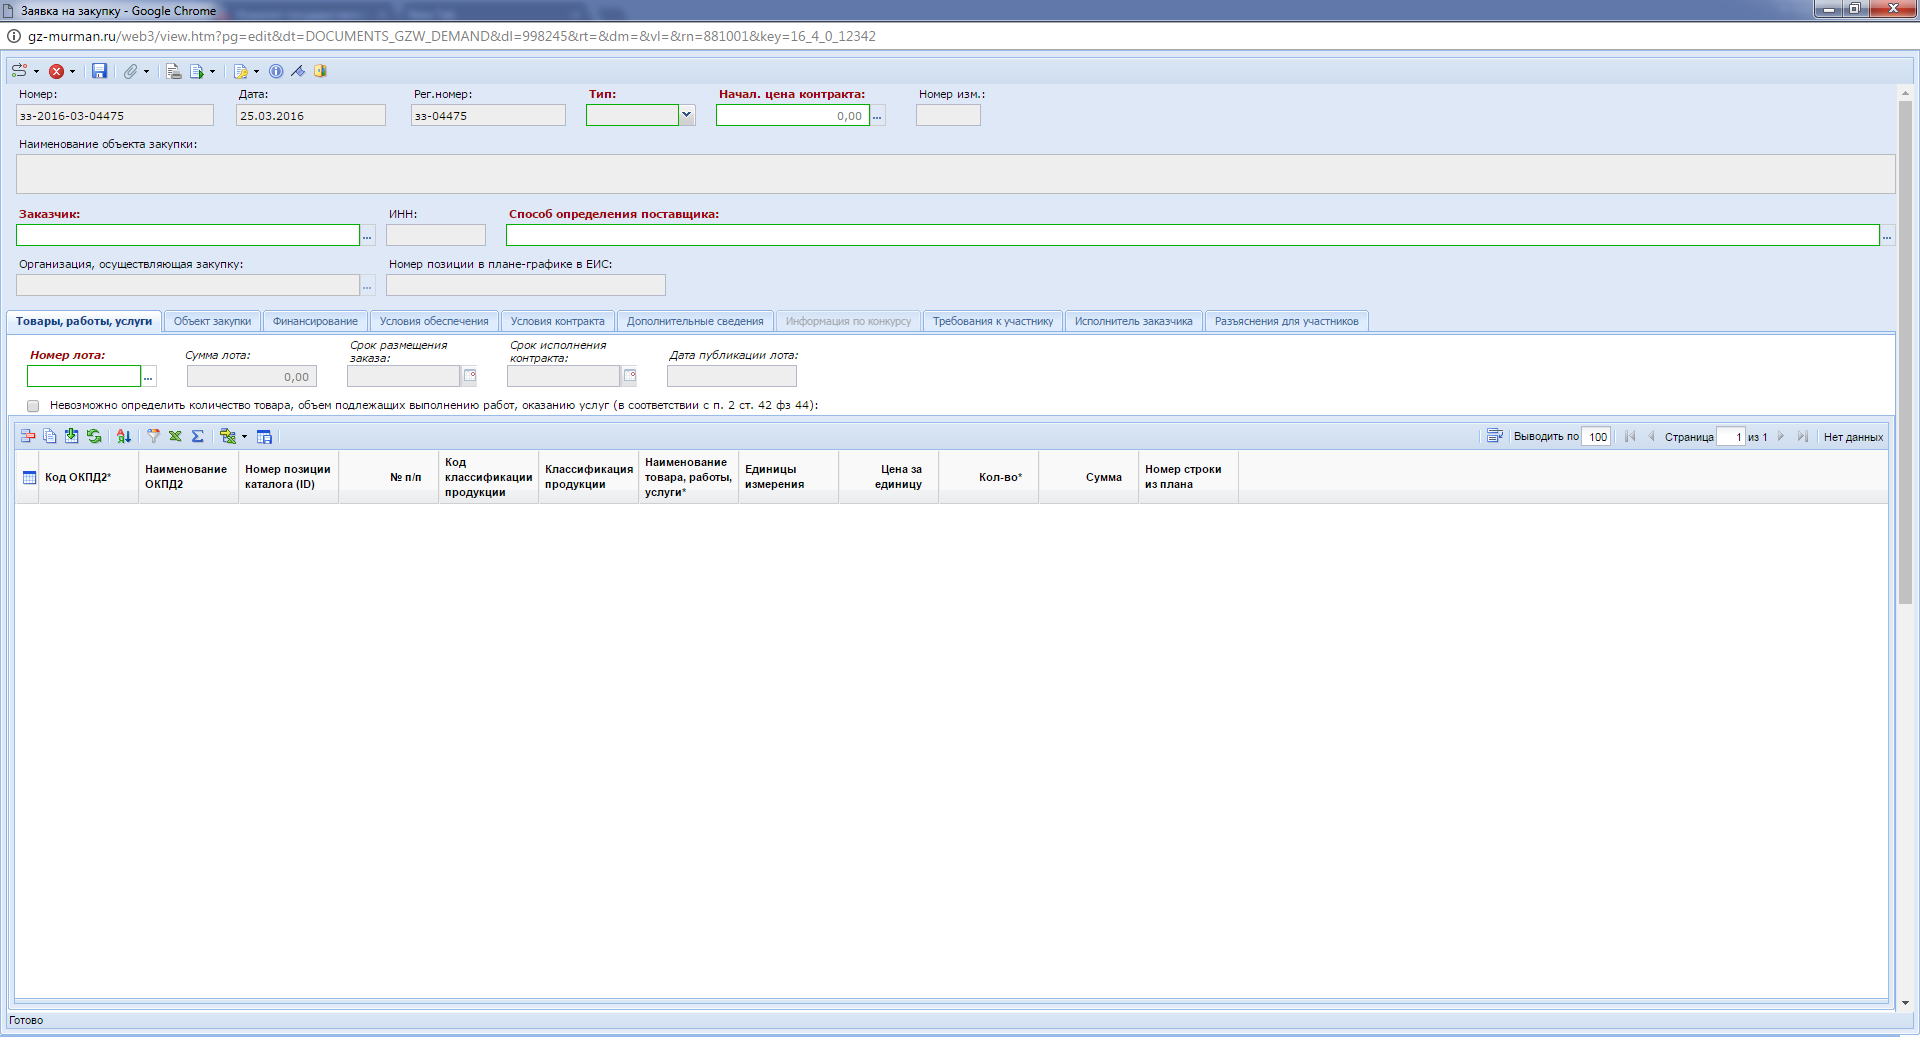 Заявка на закупку - Google Chrome
gz-murman.ru/web3/view.htm?pg=edit&dt=DOCUMENTS_GZW_DEMAND&dl=998245&rt=&dm=&vl=&rn=881001&key=16_4_0_12342
Номер: Дата: Рег.номер: Тип: Начал. цена контракта: Номер изм.:
зз-2016-03-04475 25.03.2016 зз-04475 0,00 ...
Наименование объекта закупки:
Заказчик: ИНН: Способ определения поставщика:
... ...
Организация, осуществляющая закупку: Номер позиции в плане-графике в ЕИС:
...
Товары, работы, услуги Объект закупки Финансирование Условия обеспечения Условия контракта Дополнительные сведения Информация по конкурсу Требования к участнику Исполнитель заказчика Разъяснения для участников
Номер лота: Сумма лота: Срок размещения заказа: Срок исполнения контракта: Дата публикации лота:
... 0,00
Невозможно определить количество товара, объем подлежащих выполнению работ, оказанию услуг (в соответствии с п. 2 ст. 42 фз 44):
Выводить по 100 Страница 1 из 1 Нет данных
Код ОКПД2* Наименование ОКПД2 Номер позиции каталога (ID) № п/п Код классификации продукции Классификация продукции Наименование товара, работы, услуги* Единицы измерения Цена за единицу Кол-во* Сумма Номер строки из плана
Готово